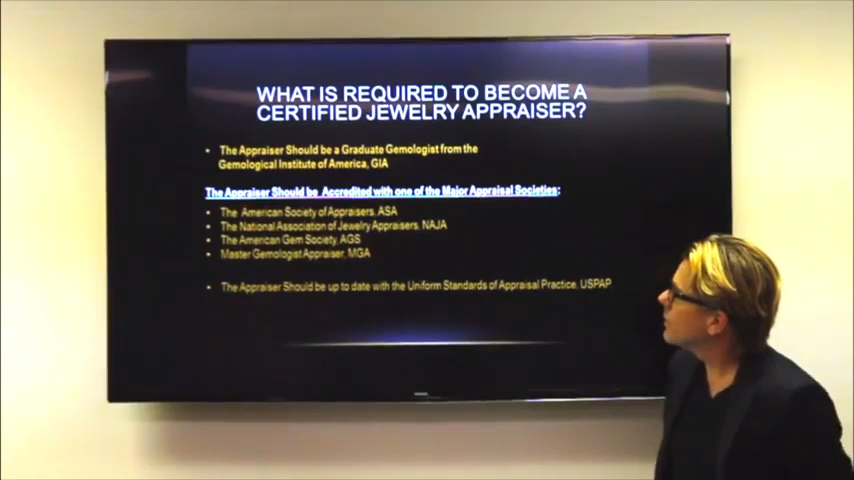 WHAT IS REQUIRED TO BECOME A
CERTIFIED JEWELRY APPRAISER?
• The Appraiser Should be a Graduate Gemologist from the
Gemological Institute of America, GIA
The Appraiser Should be Accredited with one of the Major Appraisal Societies:
• The American Society of Appraisers, ASA
• The National Association of Jewelry Appraisers, NAJA
• The American Gem Society, AGS
• Master Gemologist Appraiser, MGA
• The Appraiser Should be up to date with the Uniform Standards of Appraisal Practice, USPAP